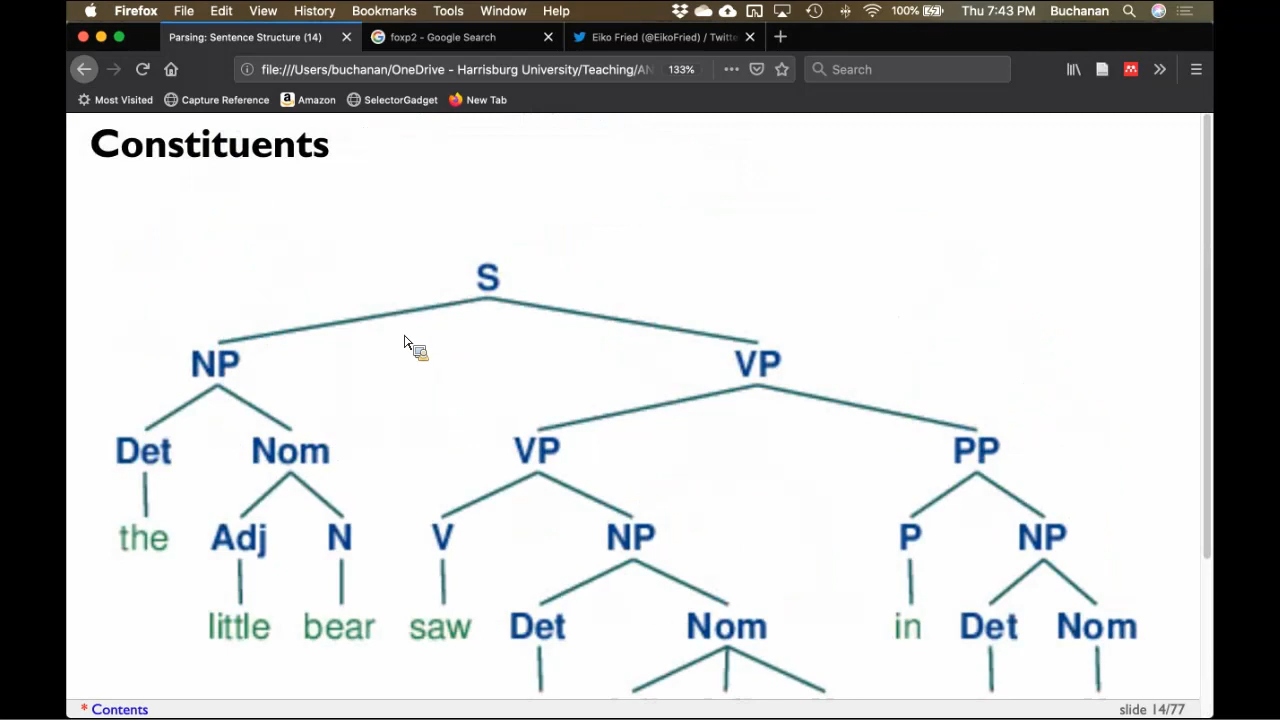 Firefox File Edit View History Bookmarks Tools Window Help 100% Thu 7:43 PM Buchanan
Parsing: Sentence Structure (14) foxp2 - Google Search Eiko Fried (@EikoFried) / Twitte
file:///Users/buchanan/OneDrive - Harrisburg University/Teaching/AN 133% Search
Most Visited Capture Reference Amazon SelectorGadget New Tab
Constituents
S
NP VP
Det Nom VP PP
the Adj N V NP P NP
little bear saw Det Nom in Det Nom
* Contents slide 14/77